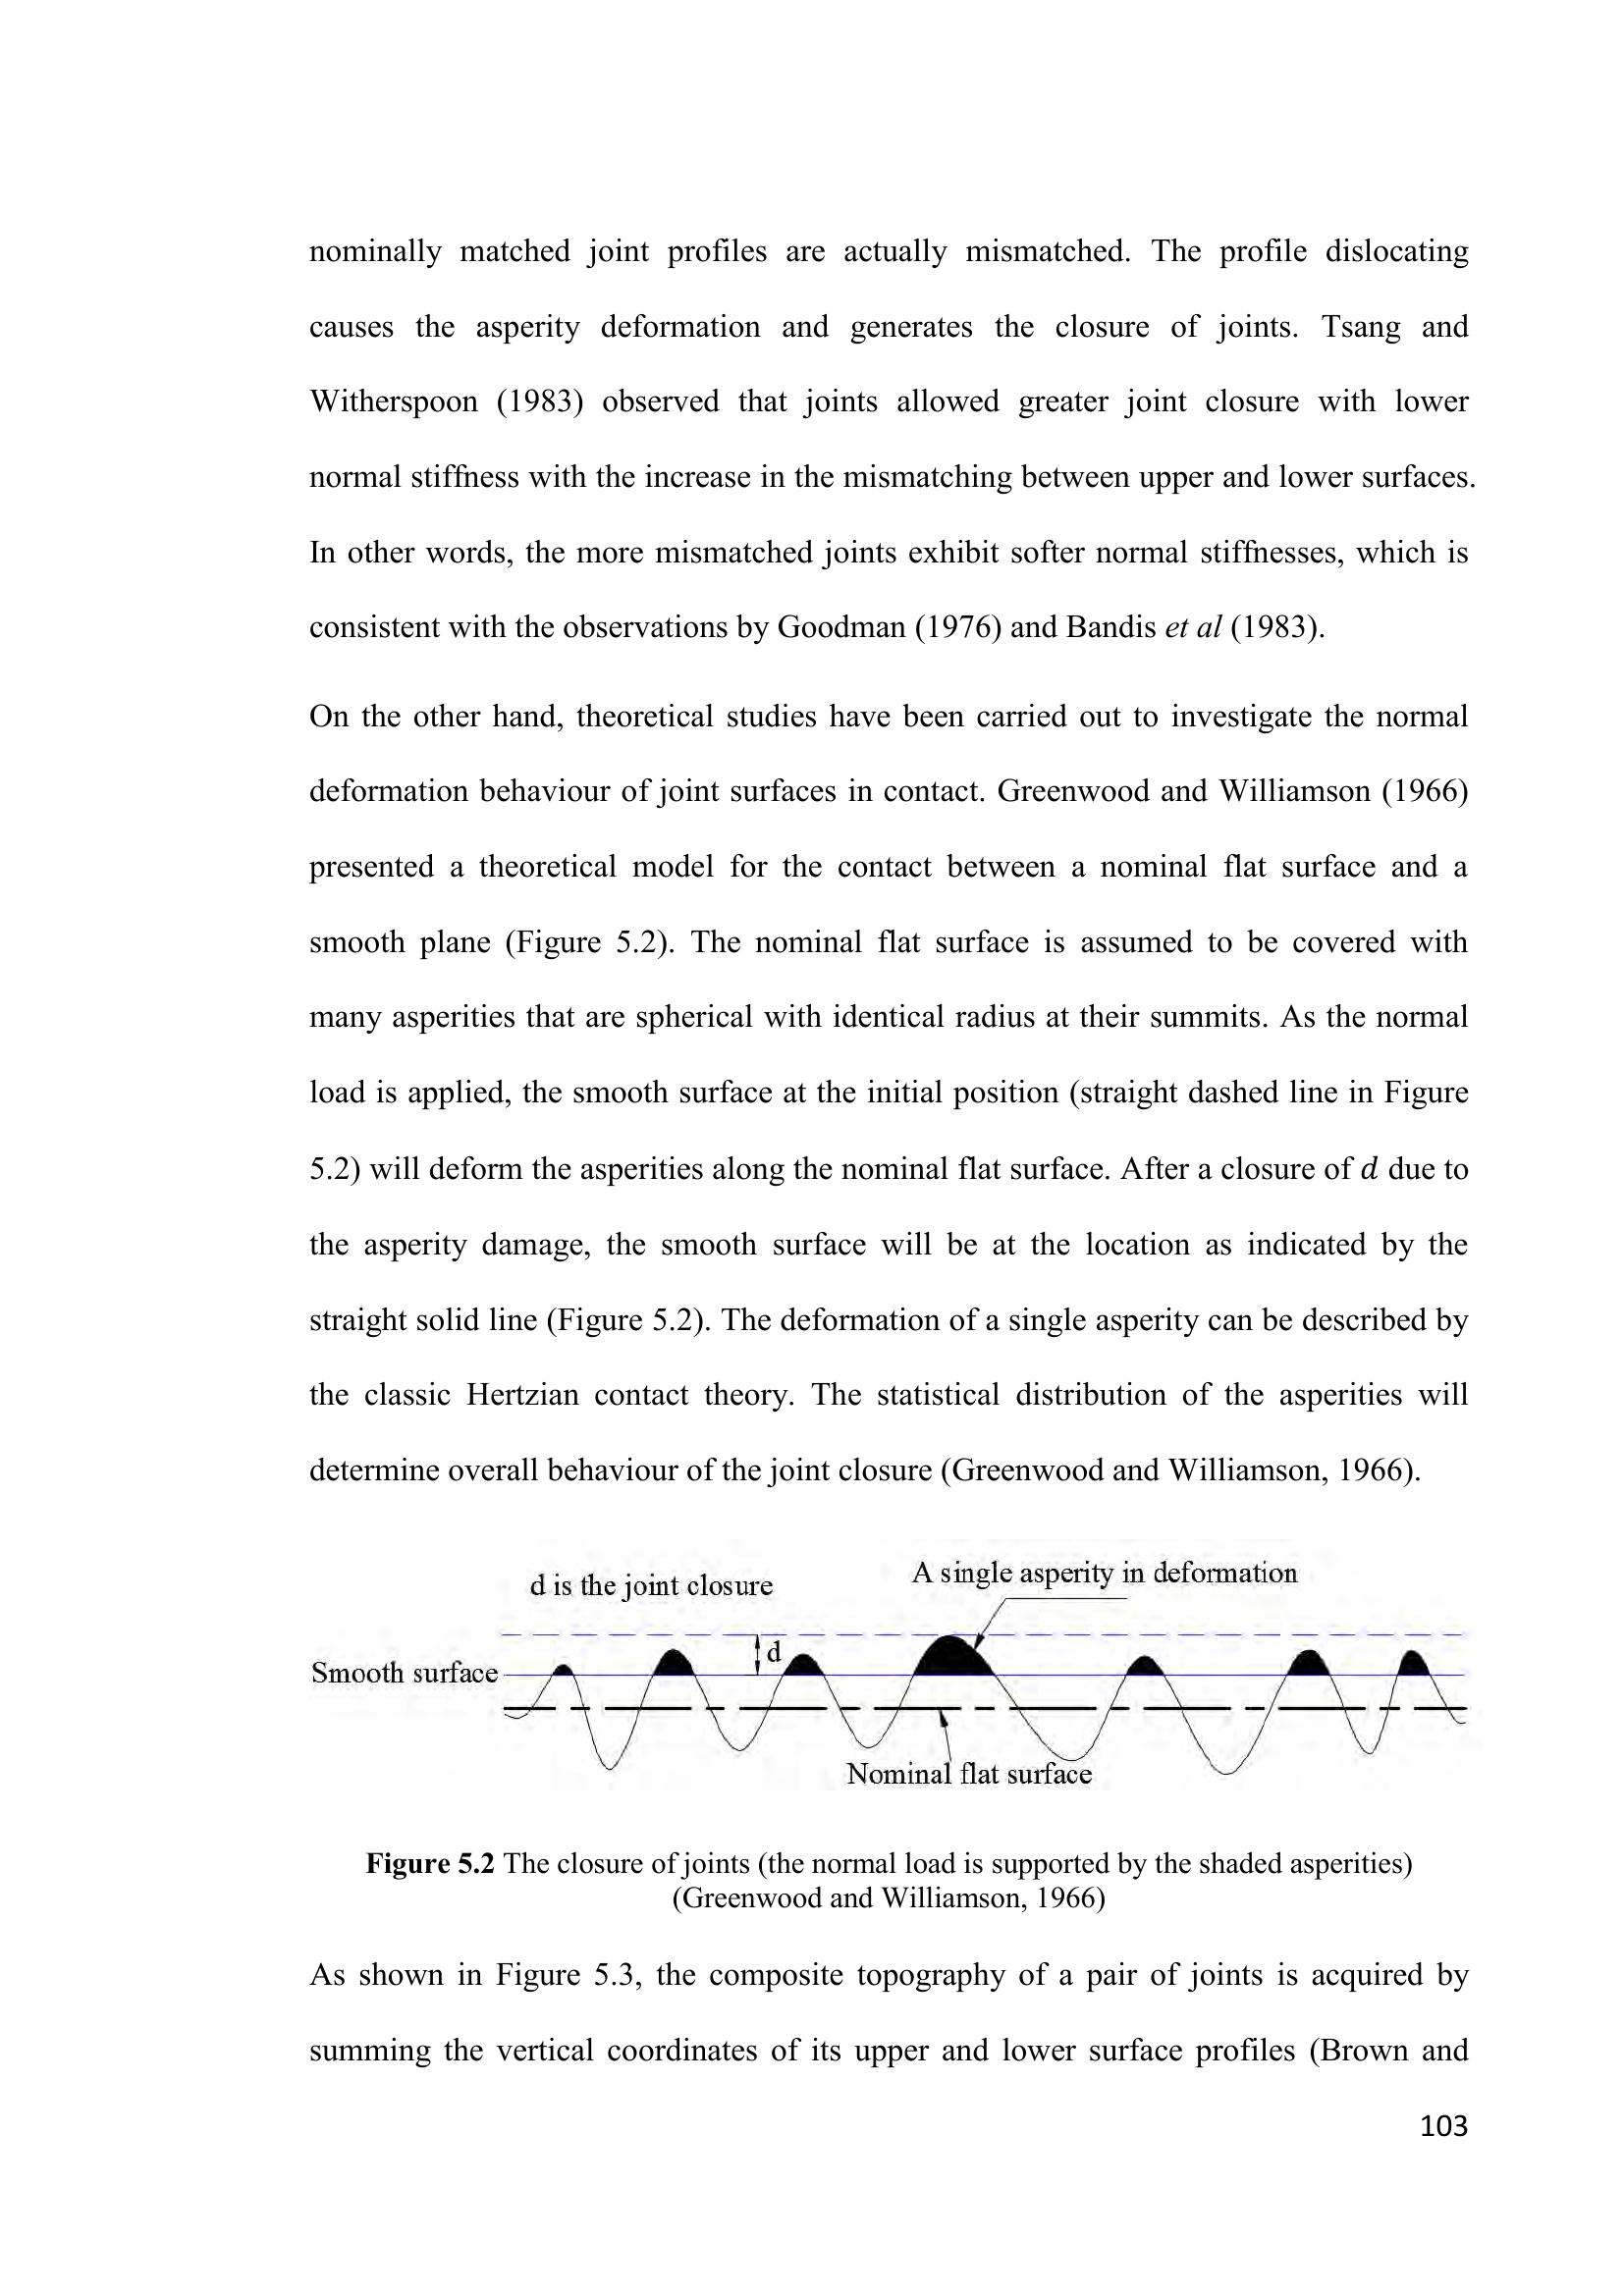 nominally matched joint profiles are actually mismatched. The profile dislocating
causes the asperity deformation and generates the closure of joints. Tsang and
Witherspoon (1983) observed that joints allowed greater joint closure with lower
normal stiffness with the increase in the mismatching between upper and lower surfaces.
In other words, the more mismatched joints exhibit softer normal stiffnesses, which is
consistent with the observations by Goodman (1976) and Bandis et al (1983).
On the other hand, theoretical studies have been carried out to investigate the normal
deformation behaviour of joint surfaces in contact. Greenwood and Williamson (1966)
presented a theoretical model for the contact between a nominal flat surface and a
smooth plane (Figure 5.2). The nominal flat surface is assumed to be covered with
many asperities that are spherical with identical radius at their summits. As the normal
load is applied, the smooth surface at the initial position (straight dashed line in Figure
5.2) will deform the asperities along the nominal flat surface. After a closure of d due to
the asperity damage, the smooth surface will be at the location as indicated by the
straight solid line (Figure 5.2). The deformation of a single asperity can be described by
the classic Hertzian contact theory. The statistical distribution of the asperities will
determine overall behaviour of the joint closure (Greenwood and Williamson, 1966).
d is the joint closure
A single asperity in deformation
d
Smooth surface
Nominal flat surface
Figure 5.2 The closure of joints (the normal load is supported by the shaded asperities)
(Greenwood and Williamson, 1966)
As shown in Figure 5.3, the composite topography of a pair of joints is acquired by
summing the vertical coordinates of its upper and lower surface profiles (Brown and
103